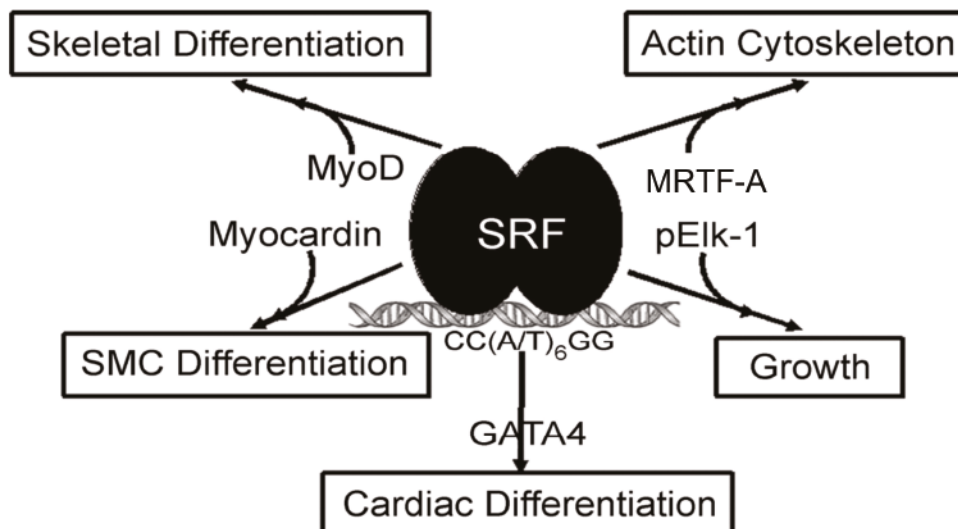 Skeletal Differentiation
Actin Cytoskeleton
MyoD
MRTF-A
Myocardin
SRF
pElk-1
CC(A/T)6GG
SMC Differentiation
Growth
GATA4
Cardiac Differentiation